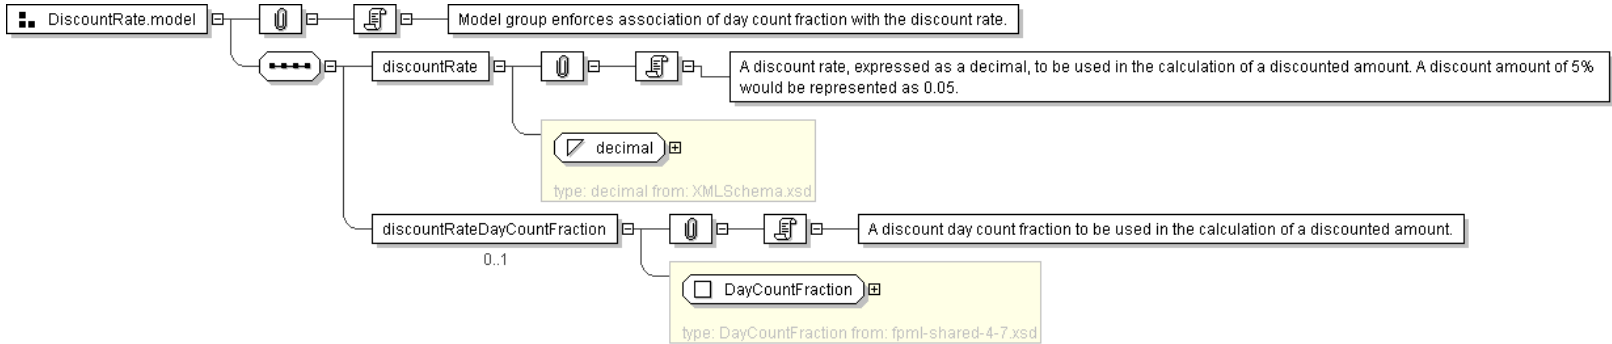 DiscountRate.model
Model group enforces association of day count fraction with the discount rate.
discountRate
A discount rate, expressed as a decimal, to be used in the calculation of a discounted amount. A discount amount of 5%
would be represented as 0.05.
decimal
type: decimal from: XMLSchema.xsd
discountRateDayCountFraction
A discount day count fraction to be used in the calculation of a discounted amount.
0..1
DayCountFraction
type: DayCountFraction from: fpml-shared-4-7.xsd